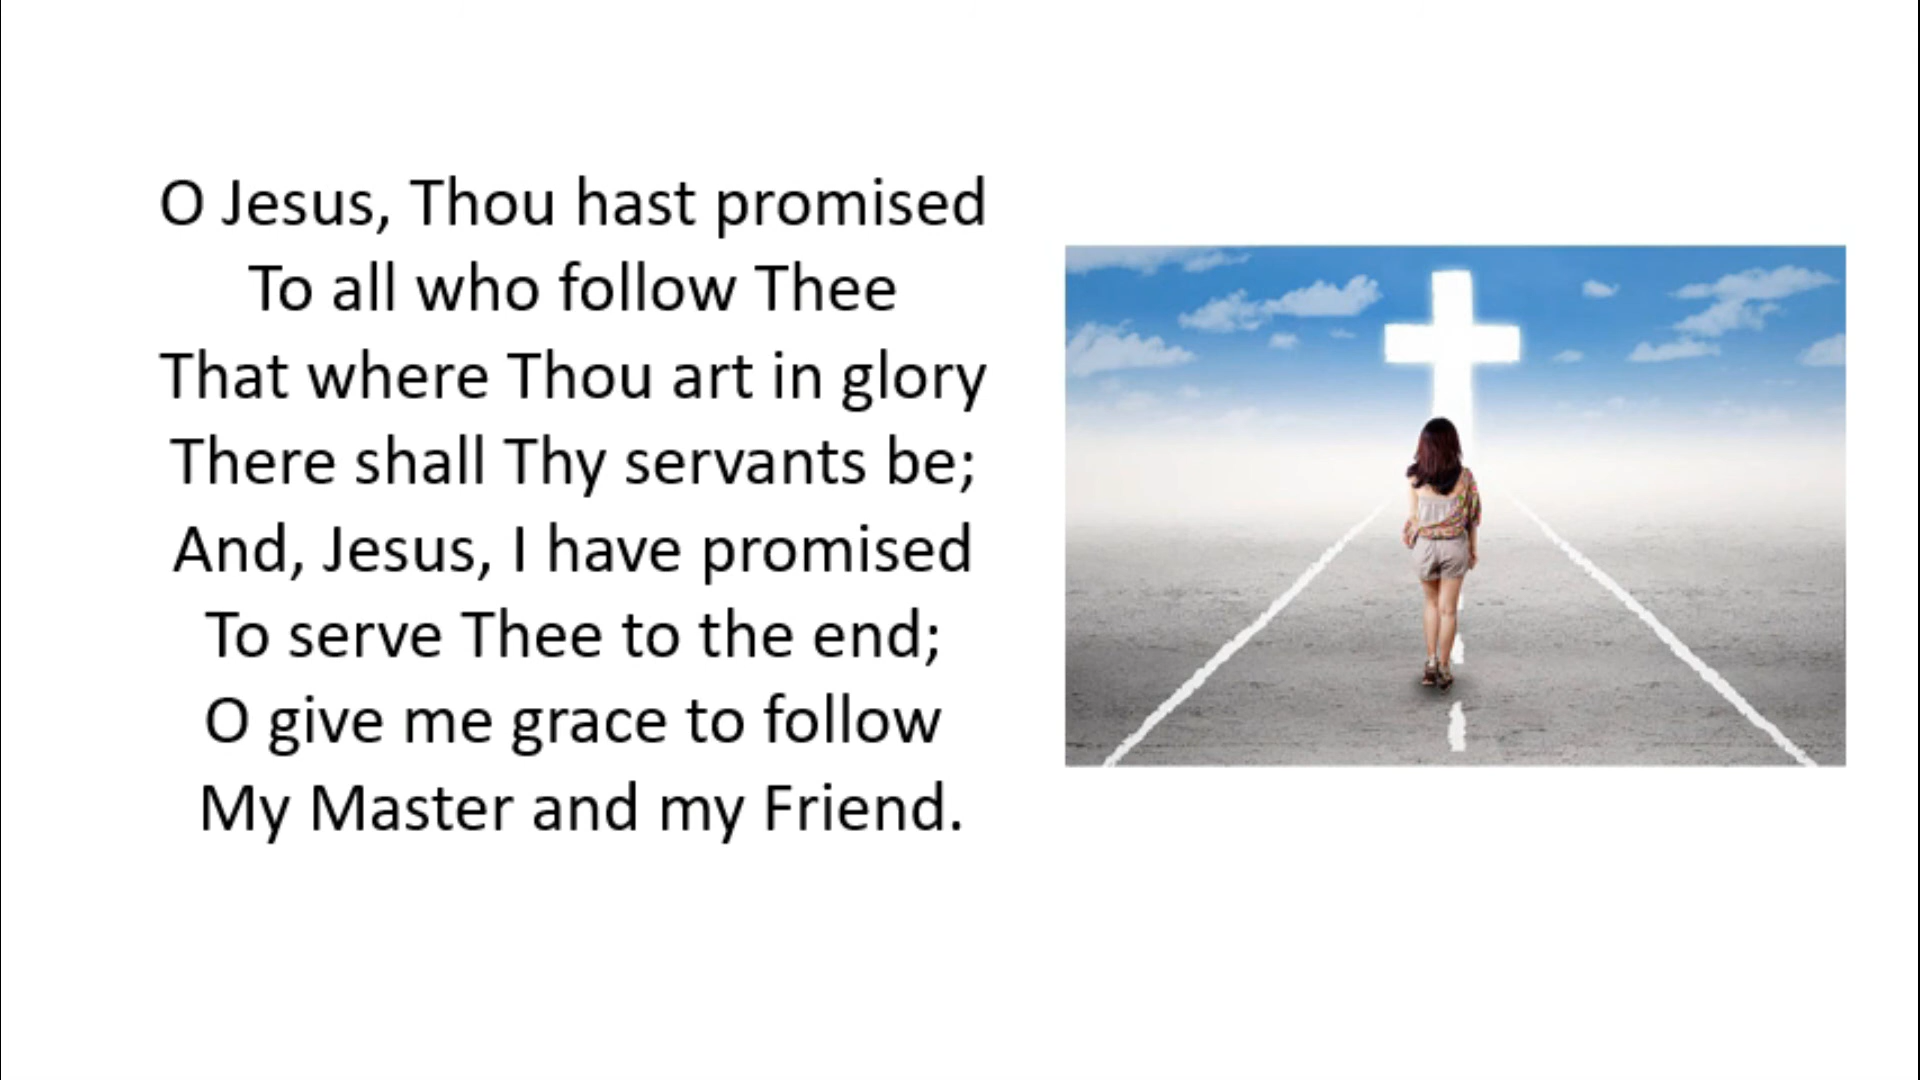 O Jesus, Thou hast promised
To all who follow Thee
That where Thou art in glory
There shall Thy servants be;
And, Jesus, I have promised
To serve Thee to the end;
O give me grace to follow
My Master and my Friend.